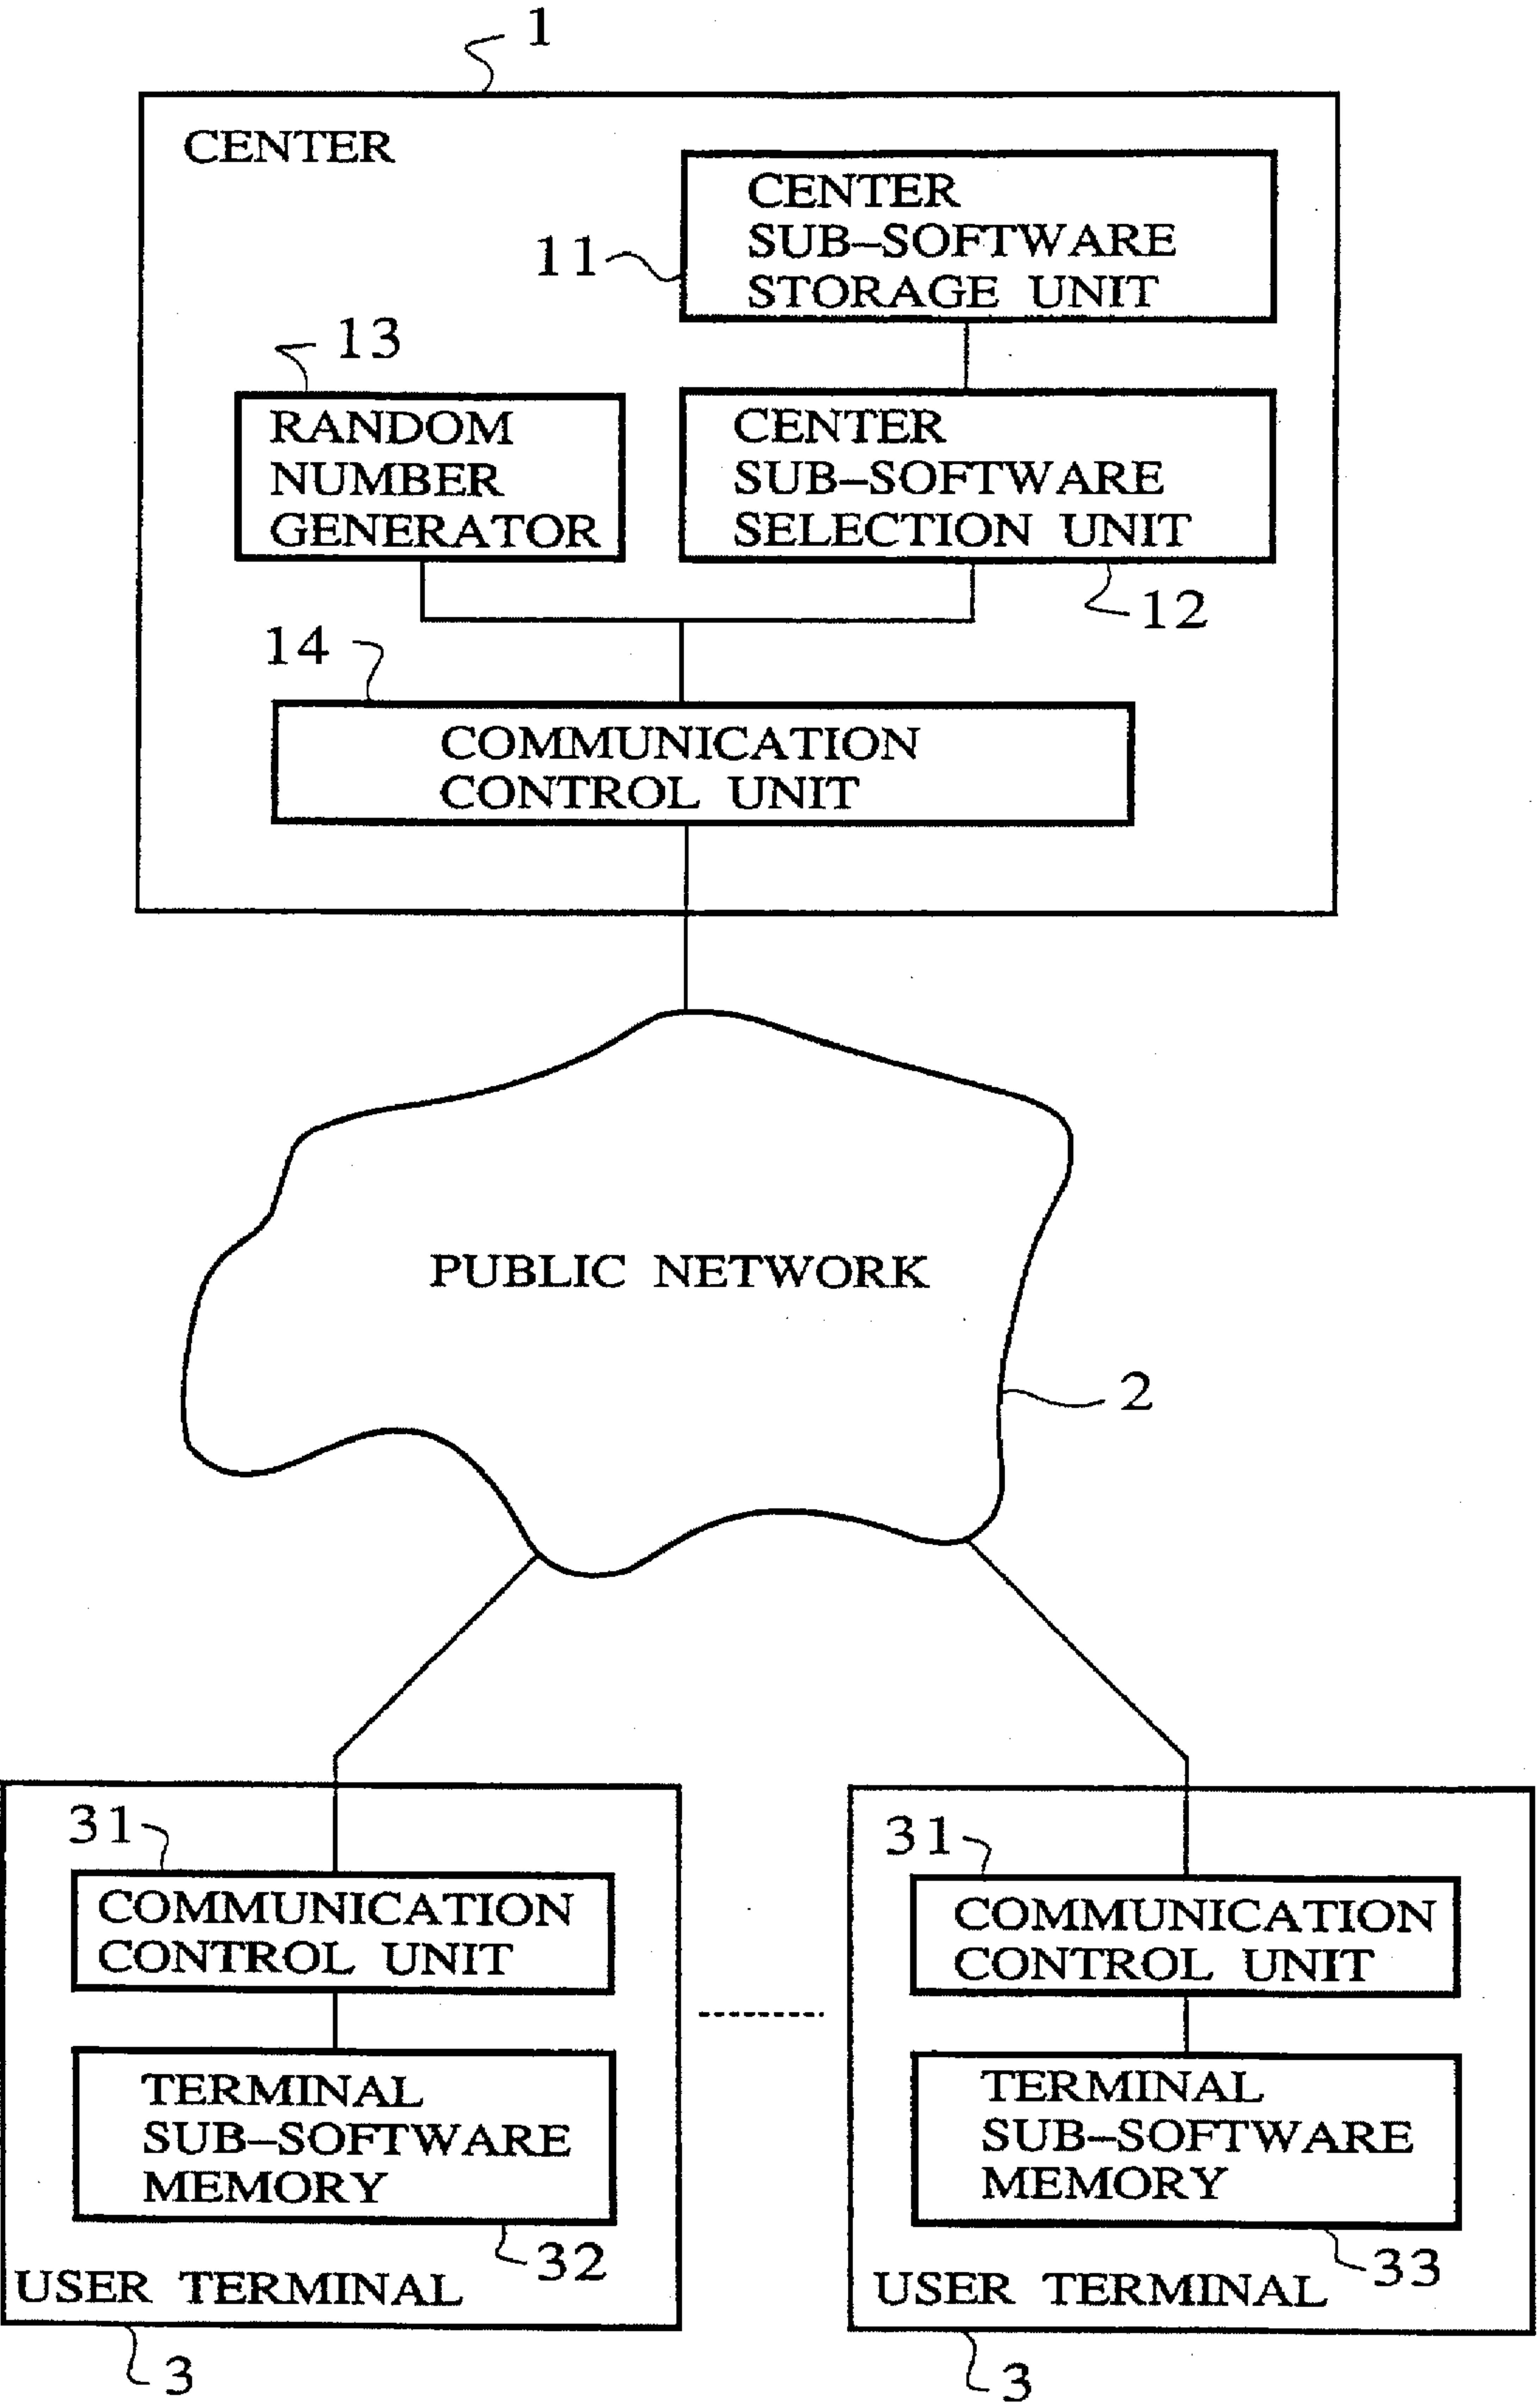 1
CENTER
CENTER
SUB-SOFTWARE
STORAGE UNIT
11
13
RANDOM
NUMBER
GENERATOR
CENTER
SUB-SOFTWARE
SELECTION UNIT
12
14
COMMUNICATION
CONTROL UNIT
PUBLIC NETWORK
2
31
COMMUNICATION
CONTROL UNIT
TERMINAL
SUB-SOFTWARE
MEMORY
32
USER TERMINAL
3
31
COMMUNICATION
CONTROL UNIT
TERMINAL
SUB-SOFTWARE
MEMORY
33
USER TERMINAL
3